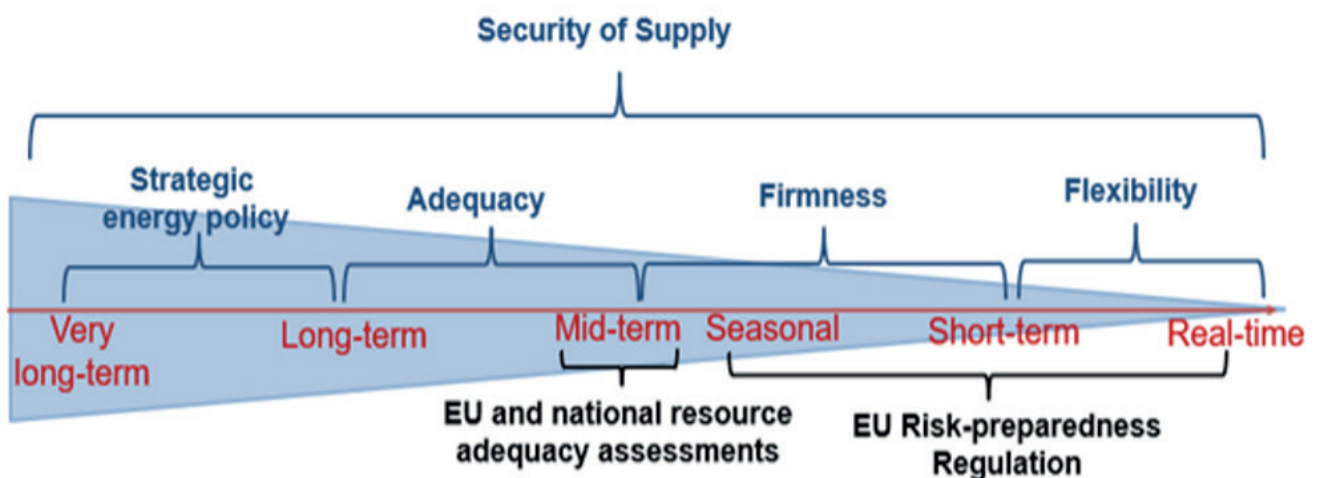 Security of Supply
Strategic
energy policy
Adequacy
Firmness
Flexibility
Very
long-term
Long-term
Mid-term
Seasonal
Short-term
Real-time
EU and national resource
adequacy assessments
EU Risk-preparedness
Regulation